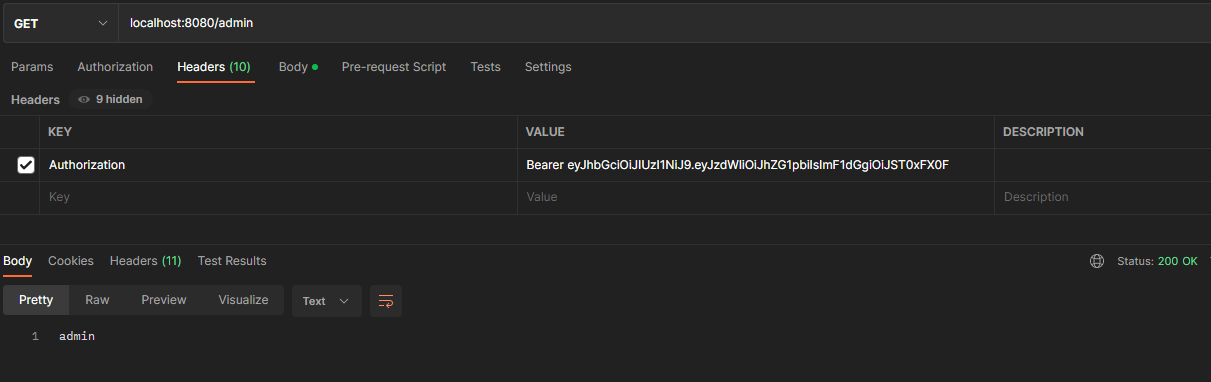 GET localhost:8080/admin
Params Authorization Headers (10) Body Pre-request Script Tests Settings
Headers 9 hidden
KEY VALUE DESCRIPTION
Authorization Bearer eyJhbGciOiJIUzI1NiJ9.eyJzdWIiOiJhZG1pbiIsImF1dGgiOiJST0xFX0F
Key Value Description
Body Cookies Headers (11) Test Results Status: 200 OK
Pretty Raw Preview Visualize Text
1 admin